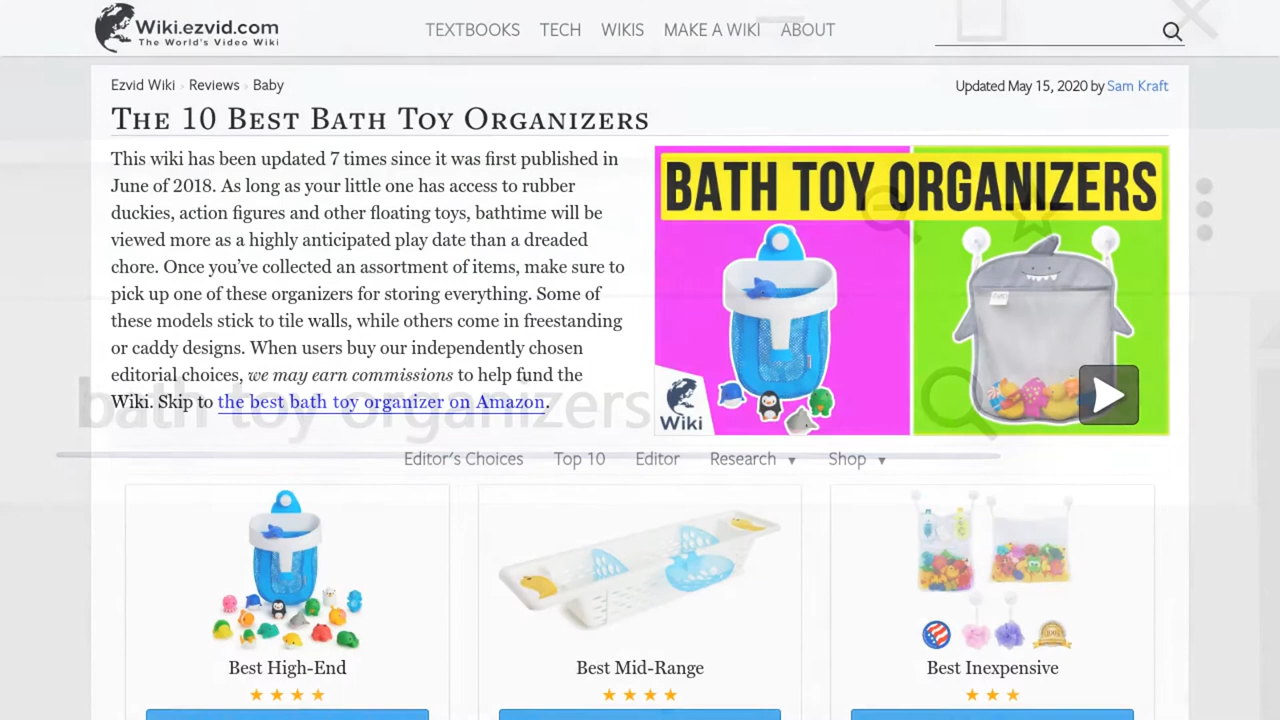 Wiki.ezvid.com
The World's Video Wiki
TEXTBOOKS TECH WIKIS MAKE A WIKI ABOUT
Ezvid Wiki › Reviews › Baby
Updated May 15, 2020 by Sam Kraft
The 10 Best Bath Toy Organizers
This wiki has been updated 7 times since it was first published in
June of 2018. As long as your little one has access to rubber
duckies, action figures and other floating toys, bathtime will be
viewed more as a highly anticipated play date than a dreaded
chore. Once you've collected an assortment of items, make sure to
pick up one of these organizers for storing everything. Some of
these models stick to tile walls, while others come in freestanding
or caddy designs. When users buy our independently chosen
editorial choices, we may earn commissions to help fund the
Wiki. Skip to the best bath toy organizer on Amazon.
BATH TOY ORGANIZERS
Wiki
bath toy organizers
Editor's Choices Top 10 Editor Research ▼ Shop ▼
Best High-End
Best Mid-Range
Best Inexpensive